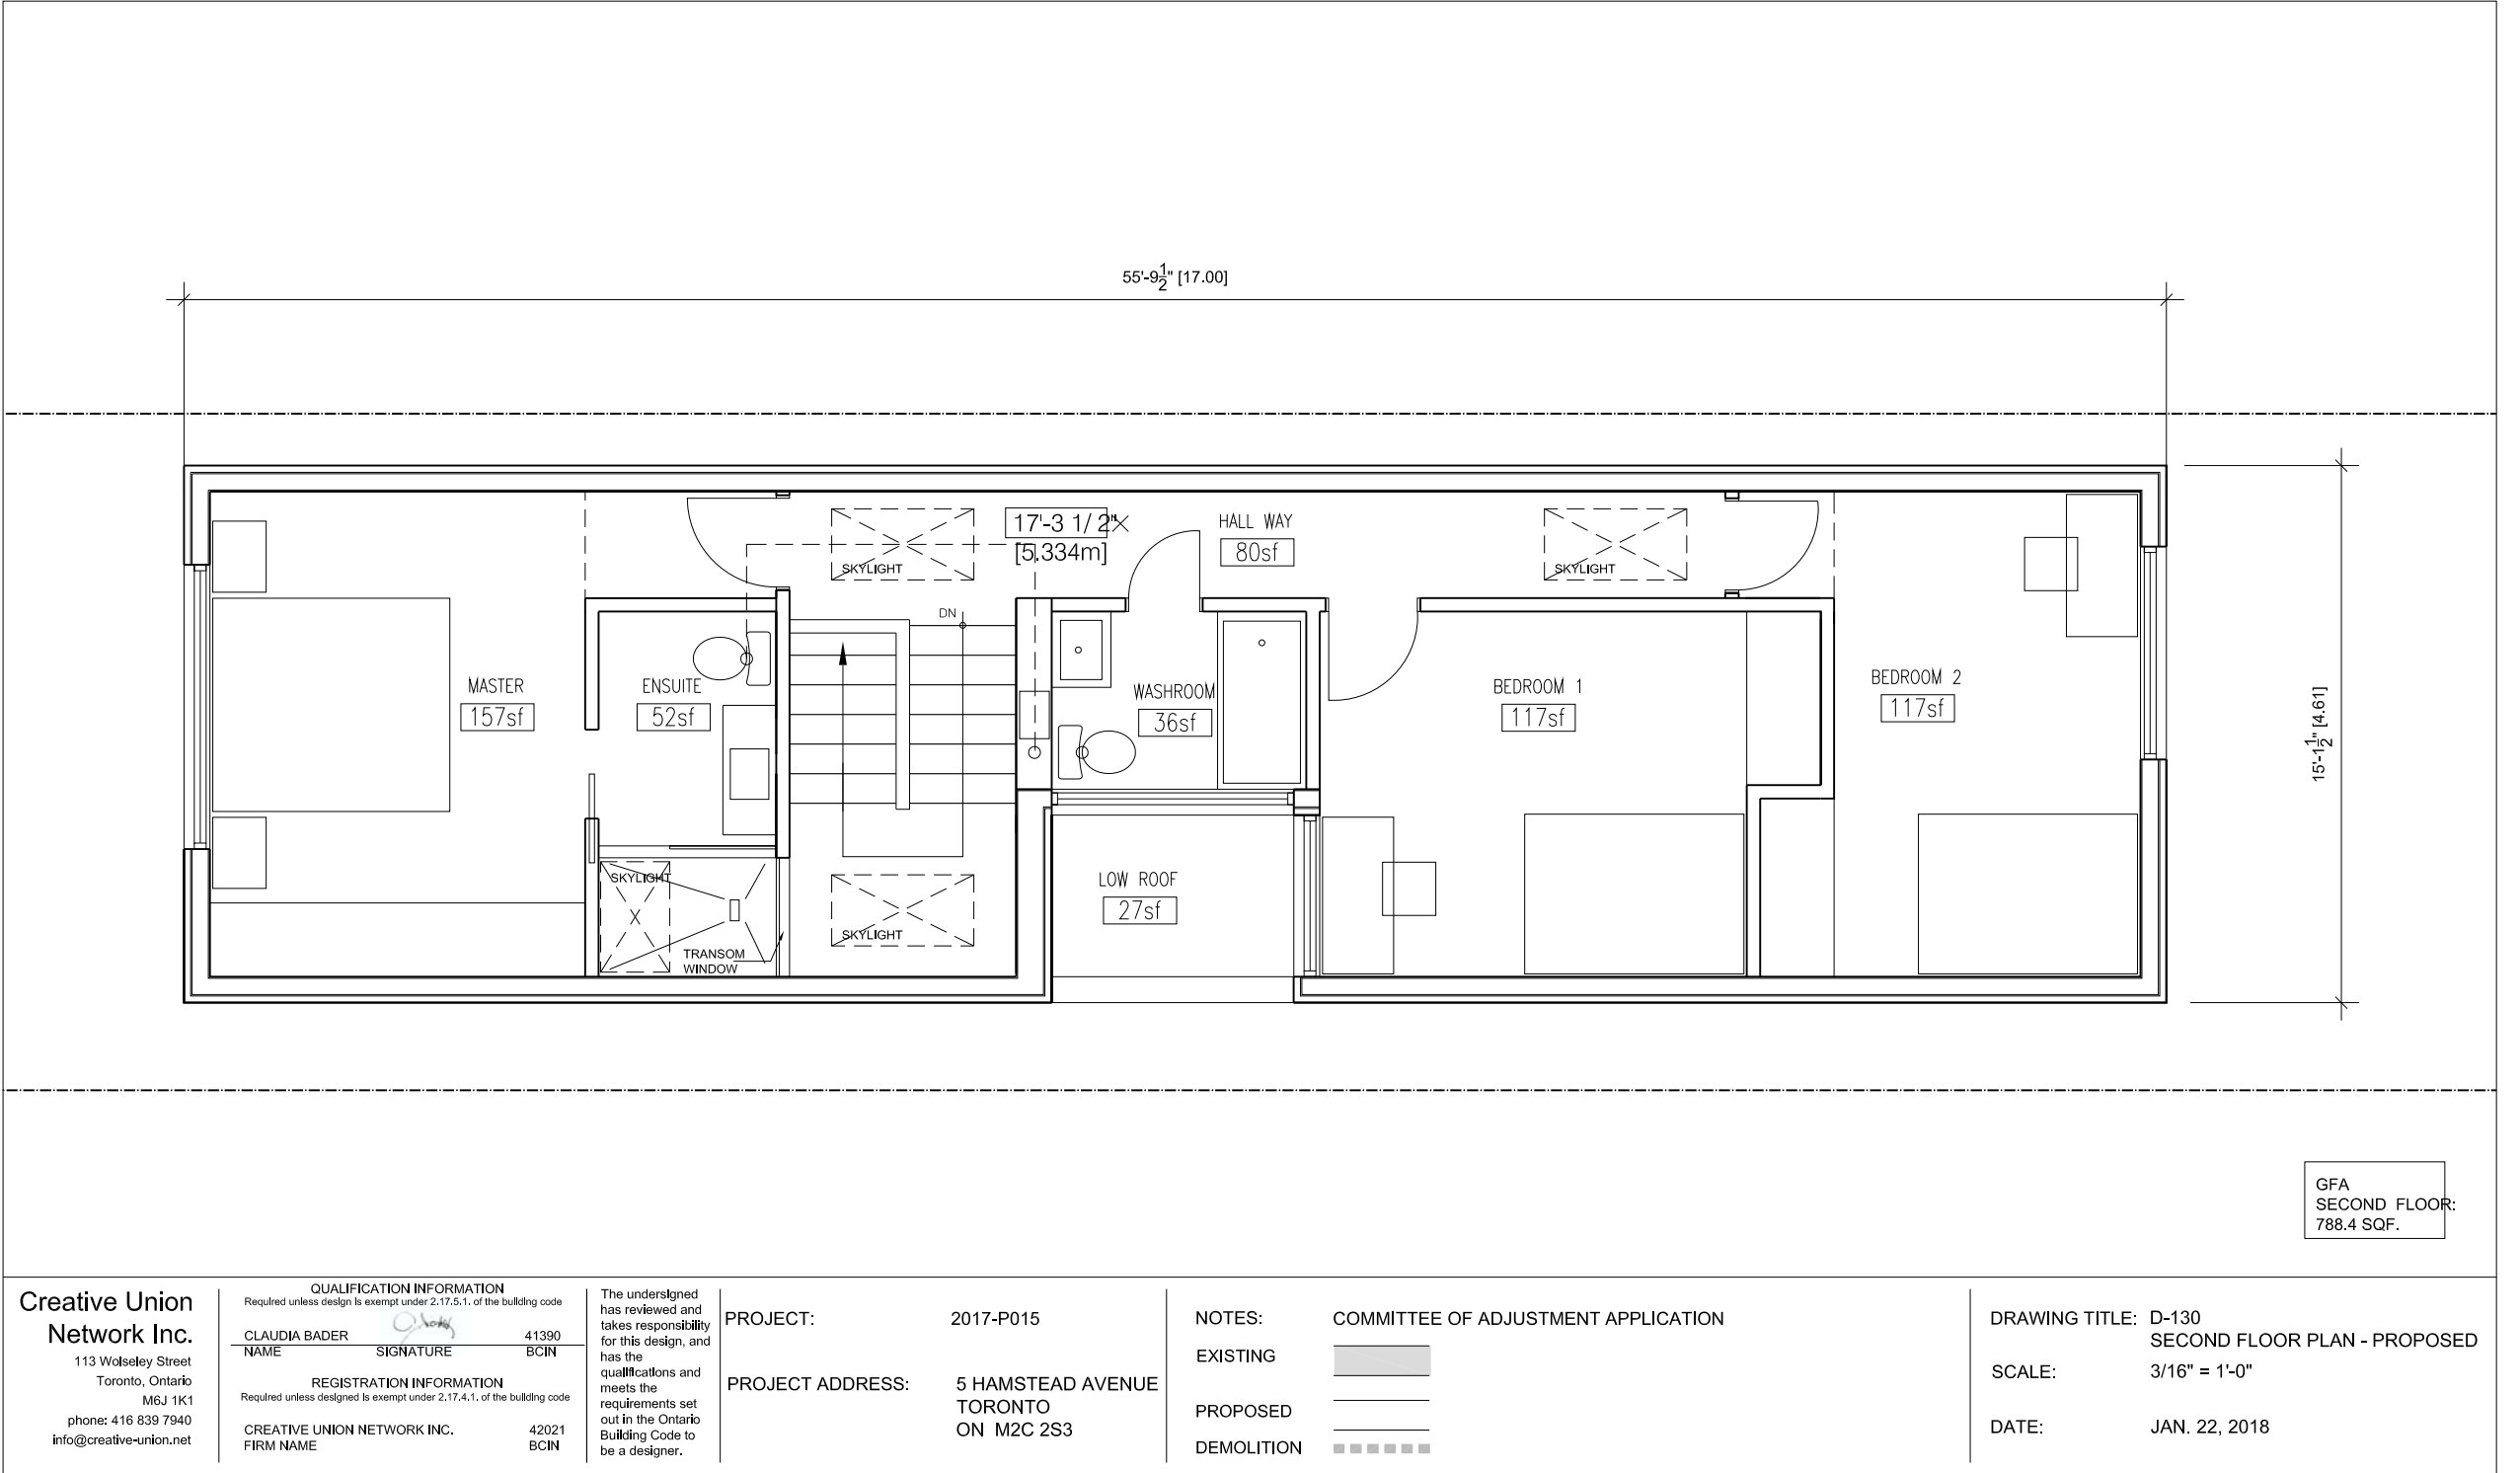 55'-9 1/2" [17.00]
17'-3 1/2"
[5.334m]
HALL WAY
80sf
SKYLIGHT
SKYLIGHT
DN
MASTER
157sf
ENSUITE
52sf
WASHROOM
36sf
BEDROOM 1
117sf
BEDROOM 2
117sf
15'-1 1/2" [4.61]
SKYLIGHT
SKYLIGHT
TRANSOM
WINDOW
LOW ROOF
27sf
GFA
SECOND FLOOR:
788.4 SQF.
Creative Union
Network Inc.
113 Wolseley Street
Toronto, Ontario
M6J 1K1
phone: 416 839 7940
info@creative-union.net
QUALIFICATION INFORMATION
Required unless design is exempt under 2.17.5.1. of the building code
CLAUDIA BADER 41390
NAME SIGNATURE BCIN
REGISTRATION INFORMATION
Required unless designed is exempt under 2.17.4.1. of the building code
CREATIVE UNION NETWORK INC. 42021
FIRM NAME BCIN
The undersigned
has reviewed and
takes responsibility
for this design, and
has the
qualifications and
meets the
requirements set
out in the Ontario
Building Code to
be a designer.
PROJECT: 2017-P015
PROJECT ADDRESS: 5 HAMSTEAD AVENUE
TORONTO
ON M2C 2S3
NOTES: COMMITTEE OF ADJUSTMENT APPLICATION
EXISTING
PROPOSED
DEMOLITION
DRAWING TITLE: D-130
SECOND FLOOR PLAN - PROPOSED
SCALE: 3/16" = 1'-0"
DATE: JAN. 22, 2018